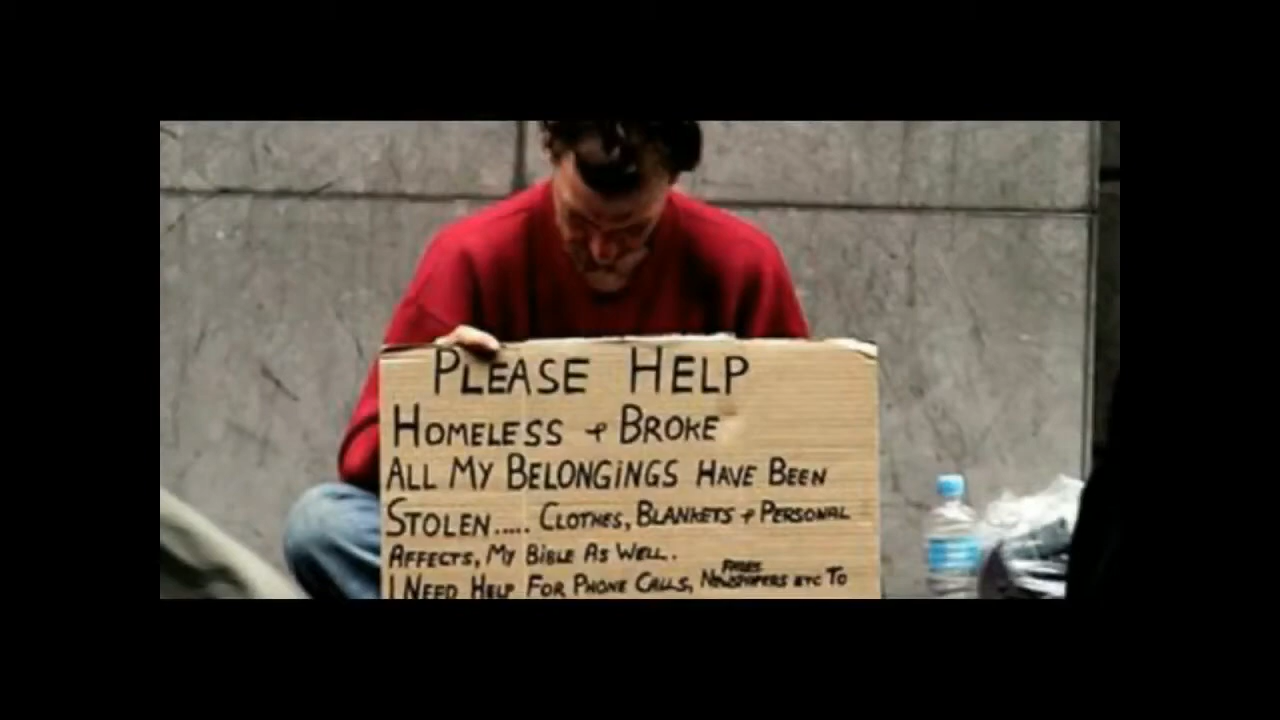 PLEASE HELP
HOMELESS + BROKE
ALL MY BELONGINGS HAVE BEEN
STOLEN..... CLOTHES, BLANKETS + PERSONAL
AFFECTS, MY BIBLE AS WELL.
FARES
I NEED HELP FOR PHONE CALLS, NEWSPAPERS ETC TO